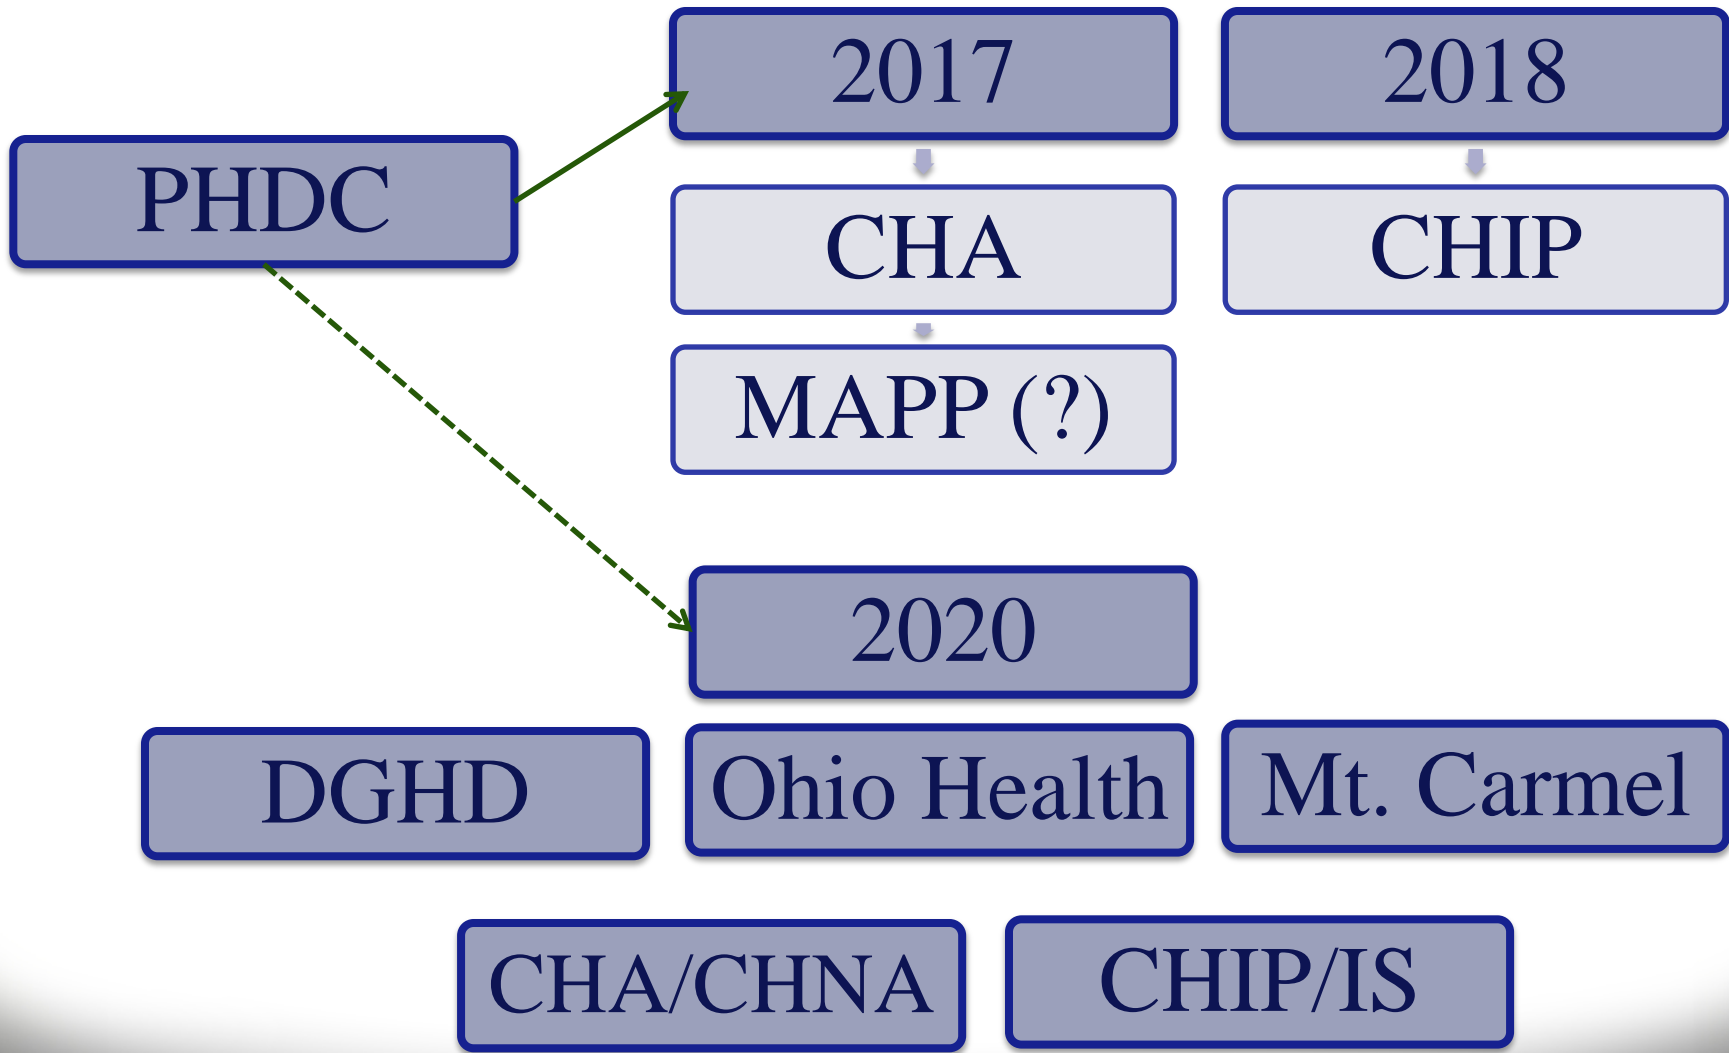 PHDC
2017
CHA
MAPP (?)
2018
CHIP
2020
DGHD
Ohio Health
Mt. Carmel
CHA/CHNA
CHIP/IS